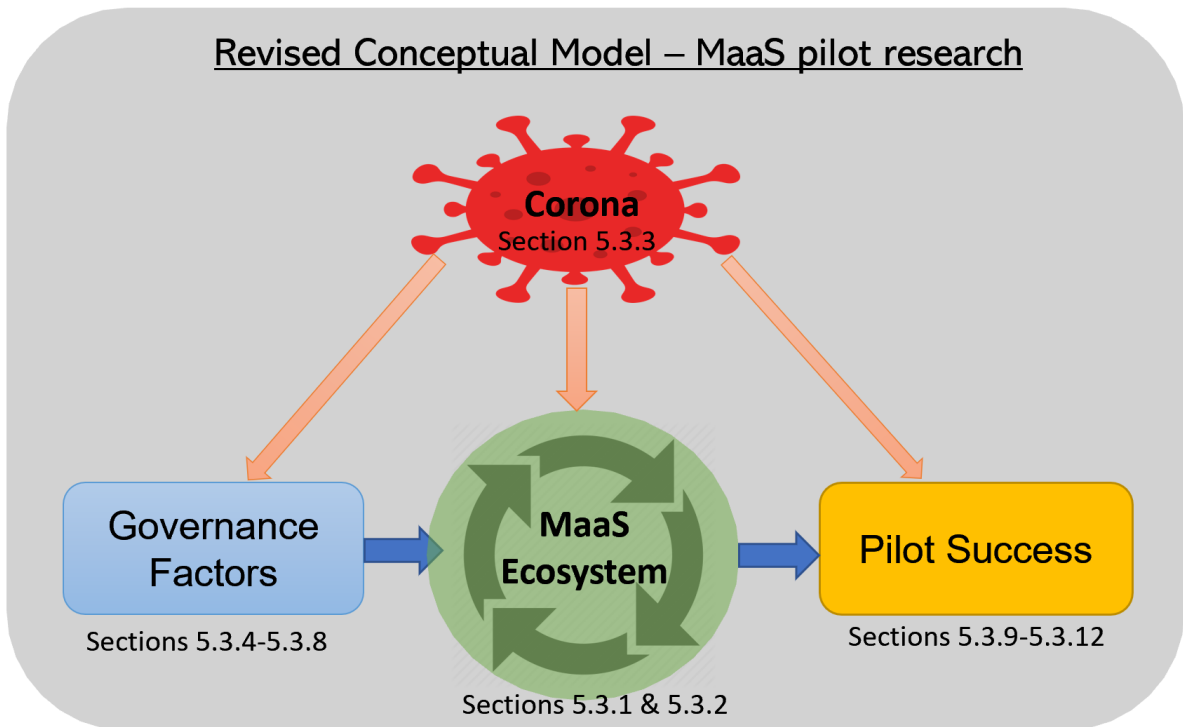 Revised Conceptual Model – MaaS pilot research
Corona
Section 5.3.3
Governance
Factors
Sections 5.3.4-5.3.8
MaaS
Ecosystem
Sections 5.3.1 & 5.3.2
Pilot Success
Sections 5.3.9-5.3.12